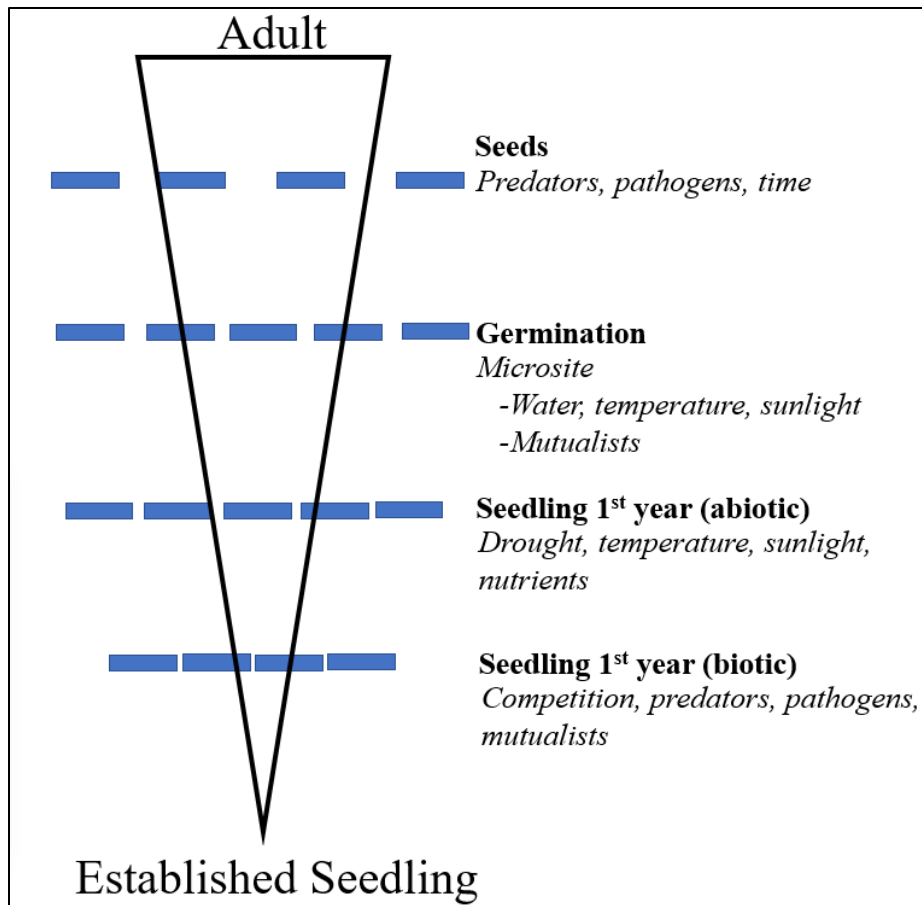 Adult
Seeds
Predators, pathogens, time
Germination
Microsite
-Water, temperature, sunlight
-Mutualists
Seedling 1st year (abiotic)
Drought, temperature, sunlight,
nutrients
Seedling 1st year (biotic)
Competition, predators, pathogens,
mutualists
Established Seedling